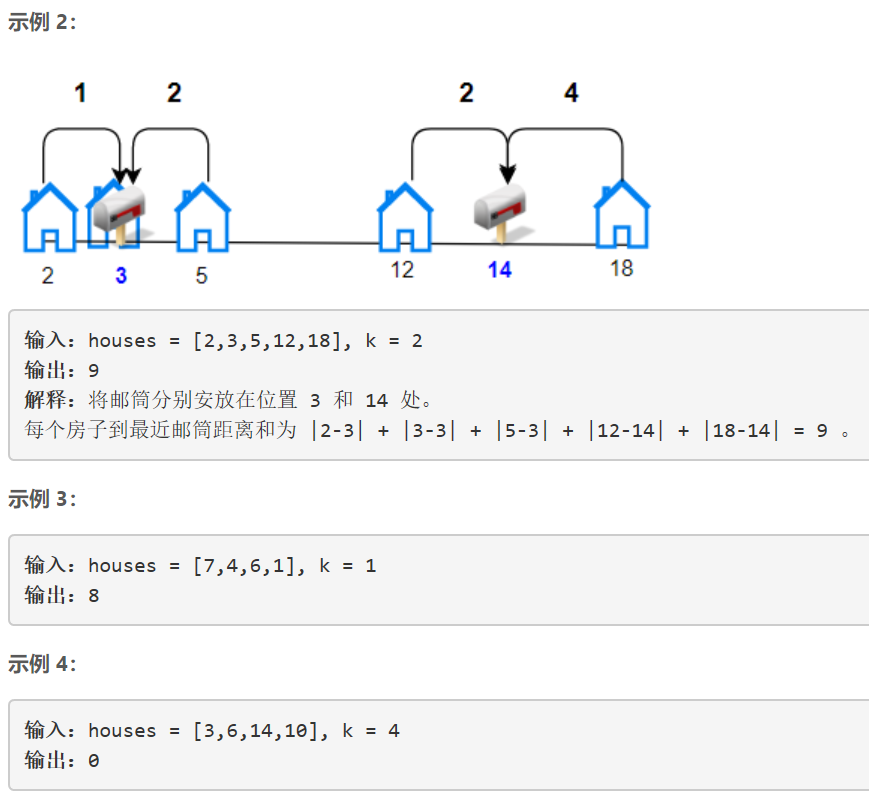 示例 2：
1 2 2 4
2 3 5 12 14 18
输入：houses = [2,3,5,12,18], k = 2
输出：9
解释：将邮筒分别安放在位置 3 和 14 处。
每个房子到最近邮筒距离和为 |2-3| + |3-3| + |5-3| + |12-14| + |18-14| = 9 。
示例 3：
输入：houses = [7,4,6,1], k = 1
输出：8
示例 4：
输入：houses = [3,6,14,10], k = 4
输出：0